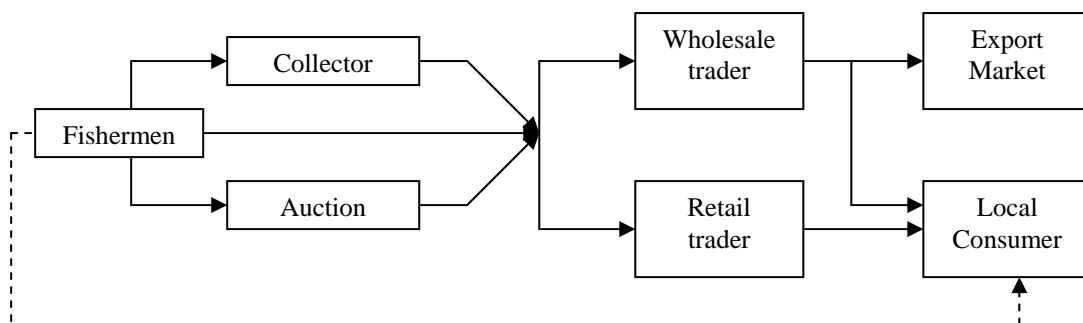 Collector
Fishermen
Auction
Wholesale
trader
Retail
trader
Export
Market
Local
Consumer